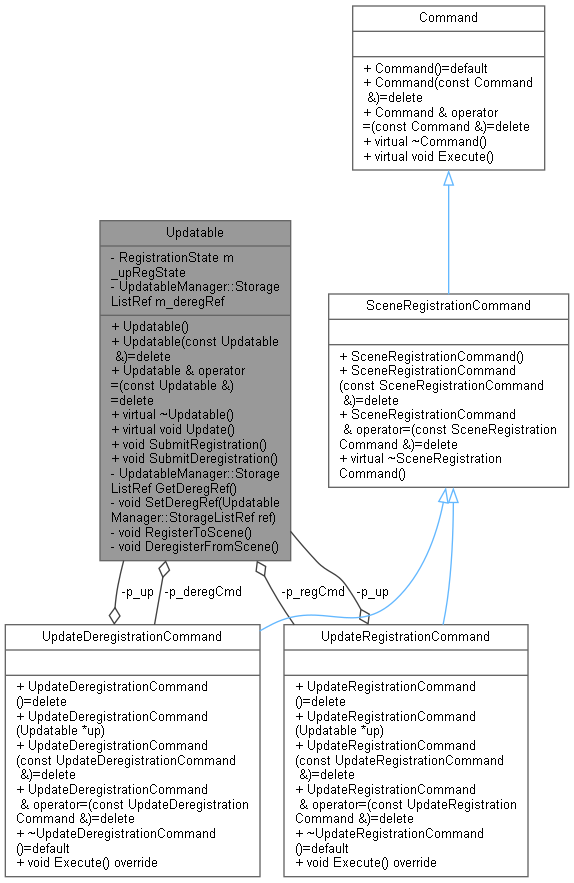 Command
+ Command()=default
+ Command(const Command
&)=delete
+ Command & operator
=(const Command &)=delete
+ virtual ~Command()
+ virtual void Execute()
Updatable
- RegistrationState m
_upRegState
- UpdatableManager::Storage
ListRef m_deregRef
+ Updatable()
+ Updatable(const Updatable
&)=delete
+ Updatable & operator
=(const Updatable &)
=delete
+ virtual ~Updatable()
+ virtual void Update()
+ void SubmitRegistration()
+ void SubmitDeregistration()
- UpdatableManager::Storage
ListRef GetDeregRef()
- void SetDeregRef(Updatable
Manager::StorageListRef ref)
- void RegisterToScene()
- void DeregisterFromScene()
SceneRegistrationCommand
+ SceneRegistrationCommand()
+ SceneRegistrationCommand
(const SceneRegistrationCommand
&)=delete
+ SceneRegistrationCommand
& operator=(const SceneRegistration
Command &)=delete
+ virtual ~SceneRegistration
Command()
-p_up
-p_deregCmd
-p_regCmd
-p_up
UpdateDeregistrationCommand
+ UpdateDeregistrationCommand
()=delete
+ UpdateDeregistrationCommand
(Updatable *up)
+ UpdateDeregistrationCommand
(const UpdateDeregistrationCommand
&)=delete
+ UpdateDeregistrationCommand
& operator=(const UpdateDeregistration
Command &)=delete
+ ~UpdateDeregistrationCommand
()=default
+ void Execute() override
UpdateRegistrationCommand
+ UpdateRegistrationCommand
()=delete
+ UpdateRegistrationCommand
(Updatable *up)
+ UpdateRegistrationCommand
(const UpdateRegistrationCommand
&)=delete
+ UpdateRegistrationCommand
& operator=(const UpdateRegistration
Command &)=delete
+ ~UpdateRegistrationCommand
()=default
+ void Execute() override